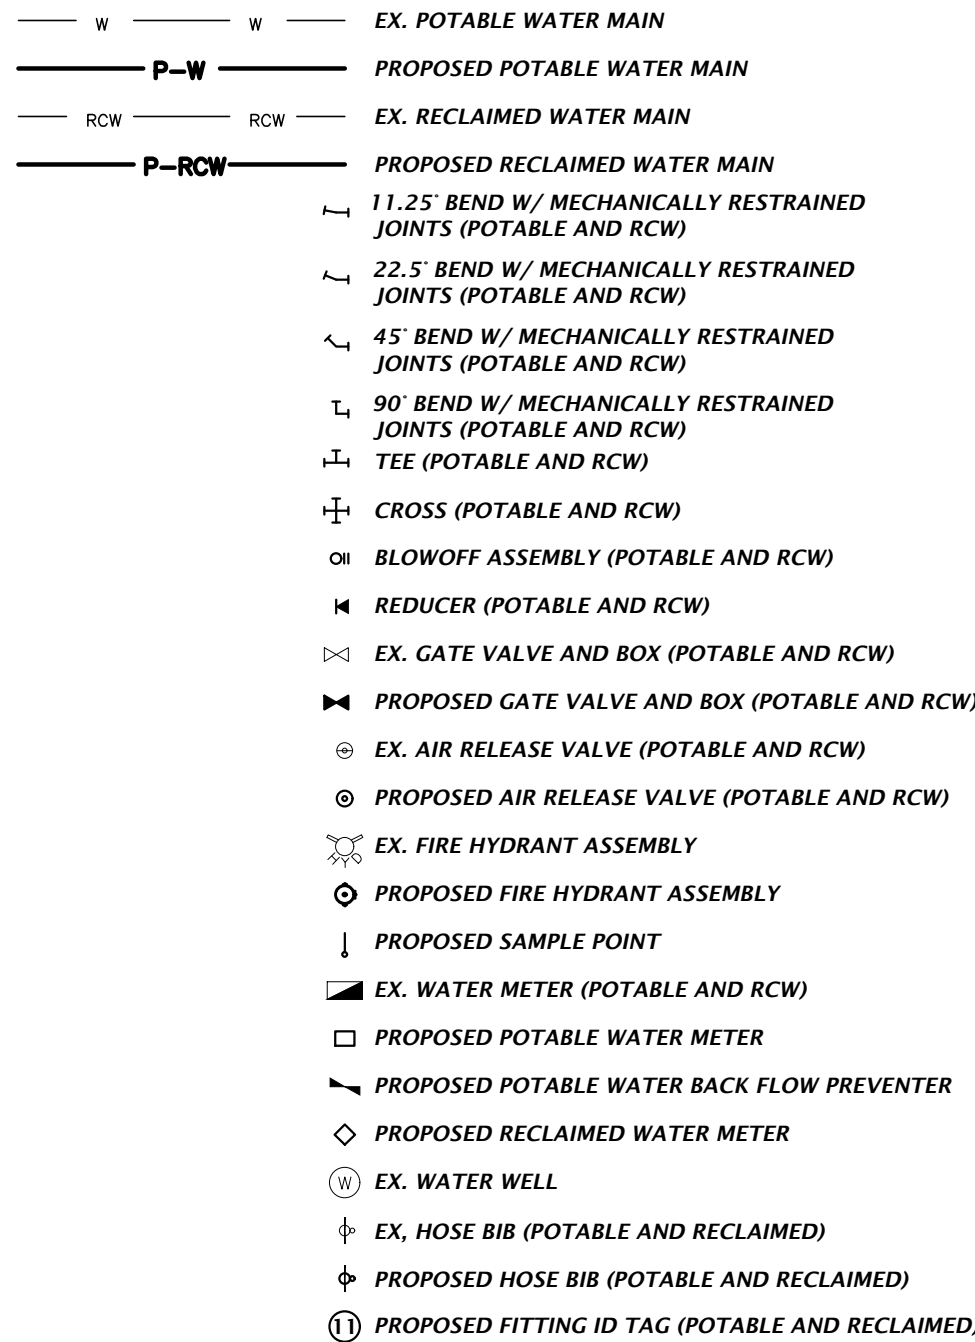 W W EX. POTABLE WATER MAIN
P-W PROPOSED POTABLE WATER MAIN
RCW RCW EX. RECLAIMED WATER MAIN
P-RCW PROPOSED RECLAIMED WATER MAIN
11.25° BEND W/ MECHANICALLY RESTRAINED
JOINTS (POTABLE AND RCW)
22.5° BEND W/ MECHANICALLY RESTRAINED
JOINTS (POTABLE AND RCW)
45° BEND W/ MECHANICALLY RESTRAINED
JOINTS (POTABLE AND RCW)
90° BEND W/ MECHANICALLY RESTRAINED
JOINTS (POTABLE AND RCW)
TEE (POTABLE AND RCW)
CROSS (POTABLE AND RCW)
BLOWOFF ASSEMBLY (POTABLE AND RCW)
REDUCER (POTABLE AND RCW)
EX. GATE VALVE AND BOX (POTABLE AND RCW)
PROPOSED GATE VALVE AND BOX (POTABLE AND RCW)
EX. AIR RELEASE VALVE (POTABLE AND RCW)
PROPOSED AIR RELEASE VALVE (POTABLE AND RCW)
HYD EX. FIRE HYDRANT ASSEMBLY
PROPOSED FIRE HYDRANT ASSEMBLY
PROPOSED SAMPLE POINT
EX. WATER METER (POTABLE AND RCW)
PROPOSED POTABLE WATER METER
PROPOSED POTABLE WATER BACK FLOW PREVENTER
PROPOSED RECLAIMED WATER METER
W EX. WATER WELL
EX, HOSE BIB (POTABLE AND RECLAIMED)
PROPOSED HOSE BIB (POTABLE AND RECLAIMED)
11 PROPOSED FITTING ID TAG (POTABLE AND RECLAIMED)